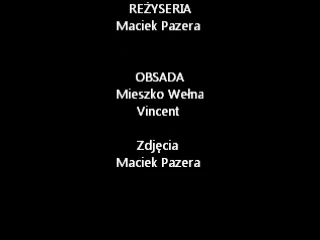 REŻYSERIA
Maciek Pazera
OBSADA
Mieszko Wełna
Vincent
Zdjęcia
Maciek Pazera